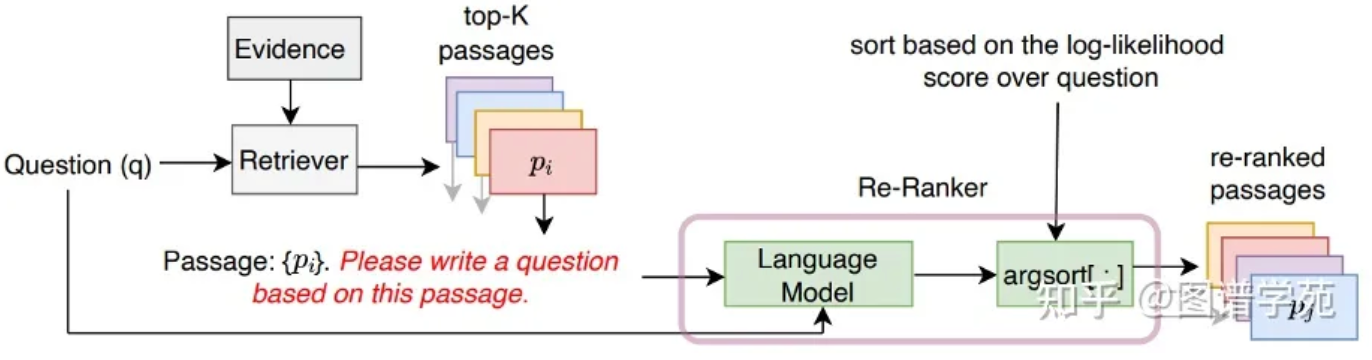 top-K
passages
Evidence
sort based on the log-likelihood
score over question
Question (q)
Retriever
p_i
re-ranked
passages
Re-Ranker
Passage: {p_i}. Please write a question
based on this passage.
Language
Model
argsort[·]
p_j
知乎 @图谱学苑